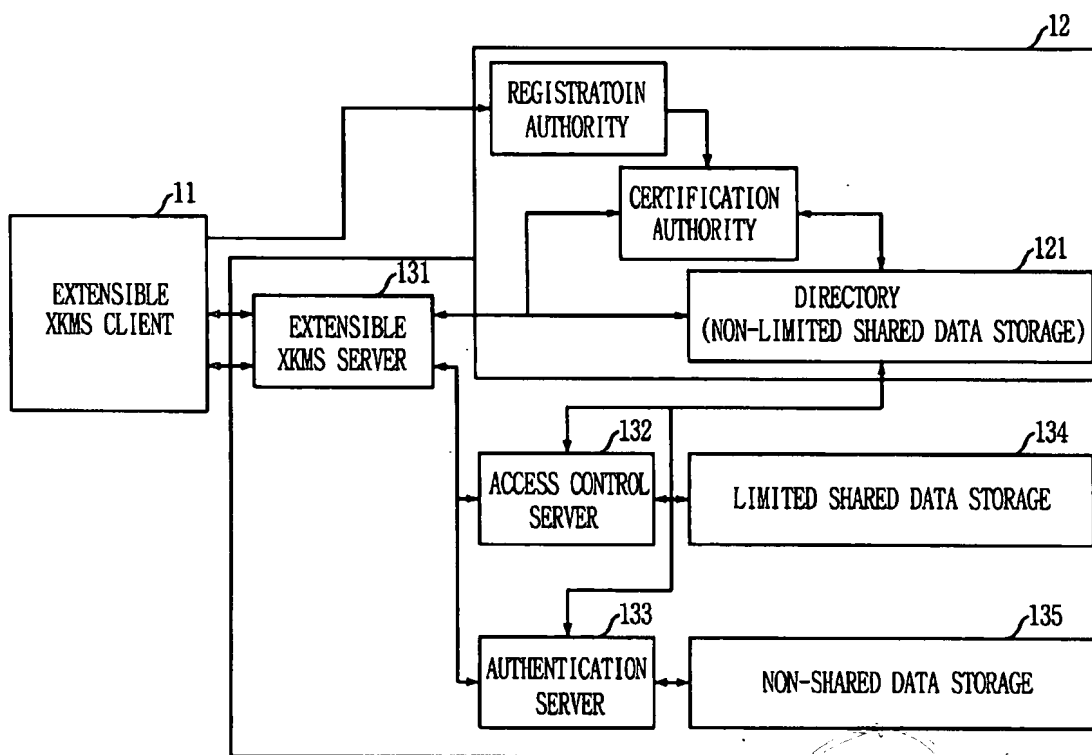 12
REGISTRATOIN
AUTHORITY
11
CERTIFICATION
AUTHORITY
121
131
EXTENSIBLE
XKMS CLIENT
EXTENSIBLE
XKMS SERVER
DIRECTORY
(NON-LIMITED SHARED DATA STORAGE)
132
134
ACCESS CONTROL
SERVER
LIMITED SHARED DATA STORAGE
133
135
AUTHENTICATION
SERVER
NON-SHARED DATA STORAGE